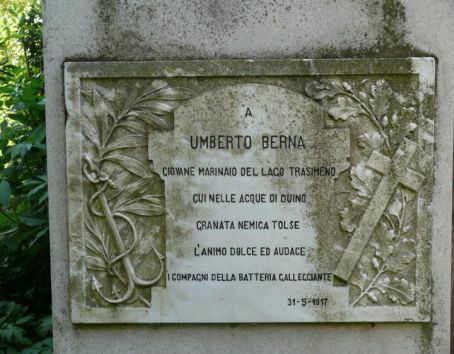 A
UMBERTO BERNA
GIOVANE MARINAIO DEL LAGO TRASIMENO
CUI NELLE ACQUE DI DUINO
GRANATA NEMICA TOLSE
L'ANIMO DOLCE ED AUDACE
I COMPAGNI DELLA BATTERIA GALLEGGIANTE
31-5-1917